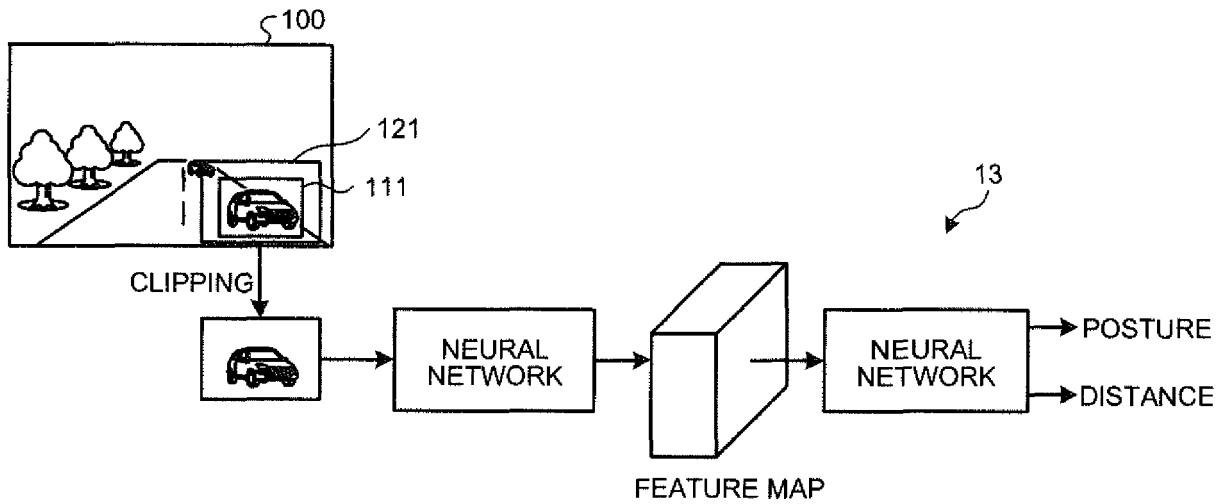 100
121
111
13
CLIPPING
NEURAL
NETWORK
NEURAL
NETWORK
POSTURE
DISTANCE
FEATURE MAP